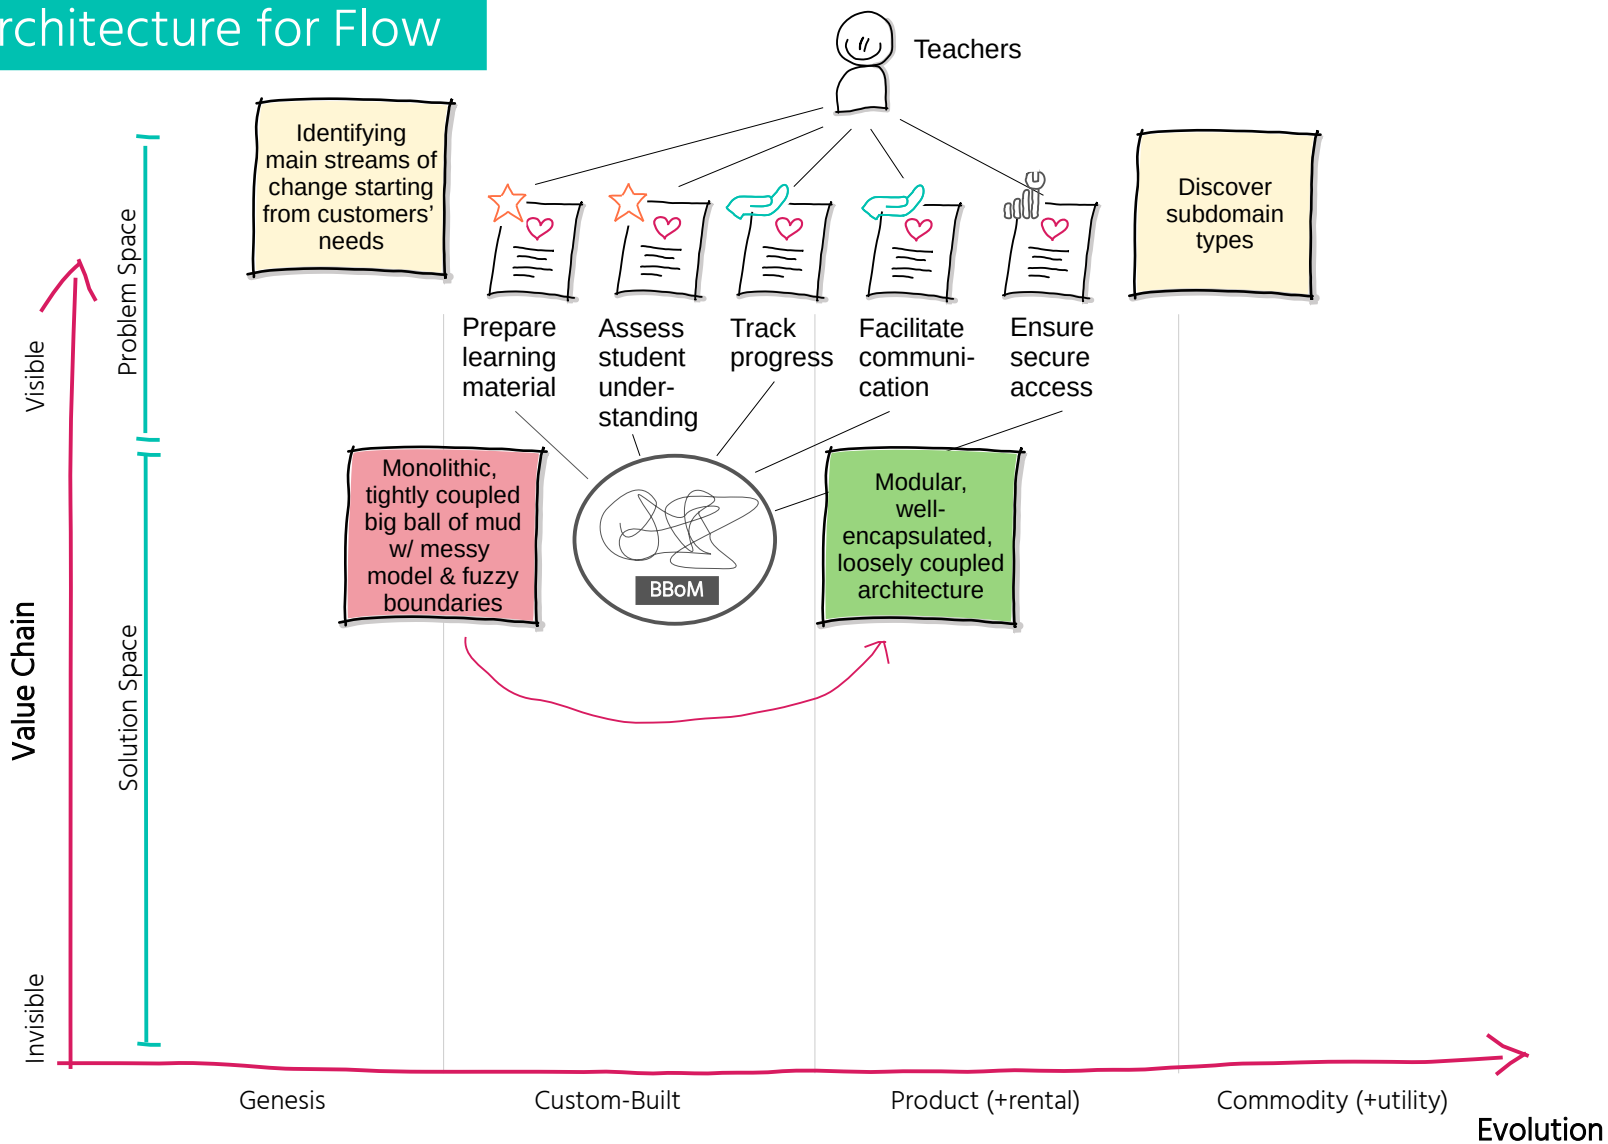 rchitecture for Flow
Teachers
Identifying
main streams of
change starting
from customers’
needs
Discover
subdomain
types
Problem Space
Visible
Prepare
learning
material
Assess
student
under-
standing
Track
progress
Facilitate
communi-
cation
Ensure
secure
access
Monolithic,
tightly coupled
big ball of mud
w/ messy
model & fuzzy
boundaries
BBoM
Modular,
well-
encapsulated,
loosely coupled
architecture
Value Chain
Solution Space
Invisible
Genesis
Custom-Built
Product (+rental)
Commodity (+utility)
Evolution